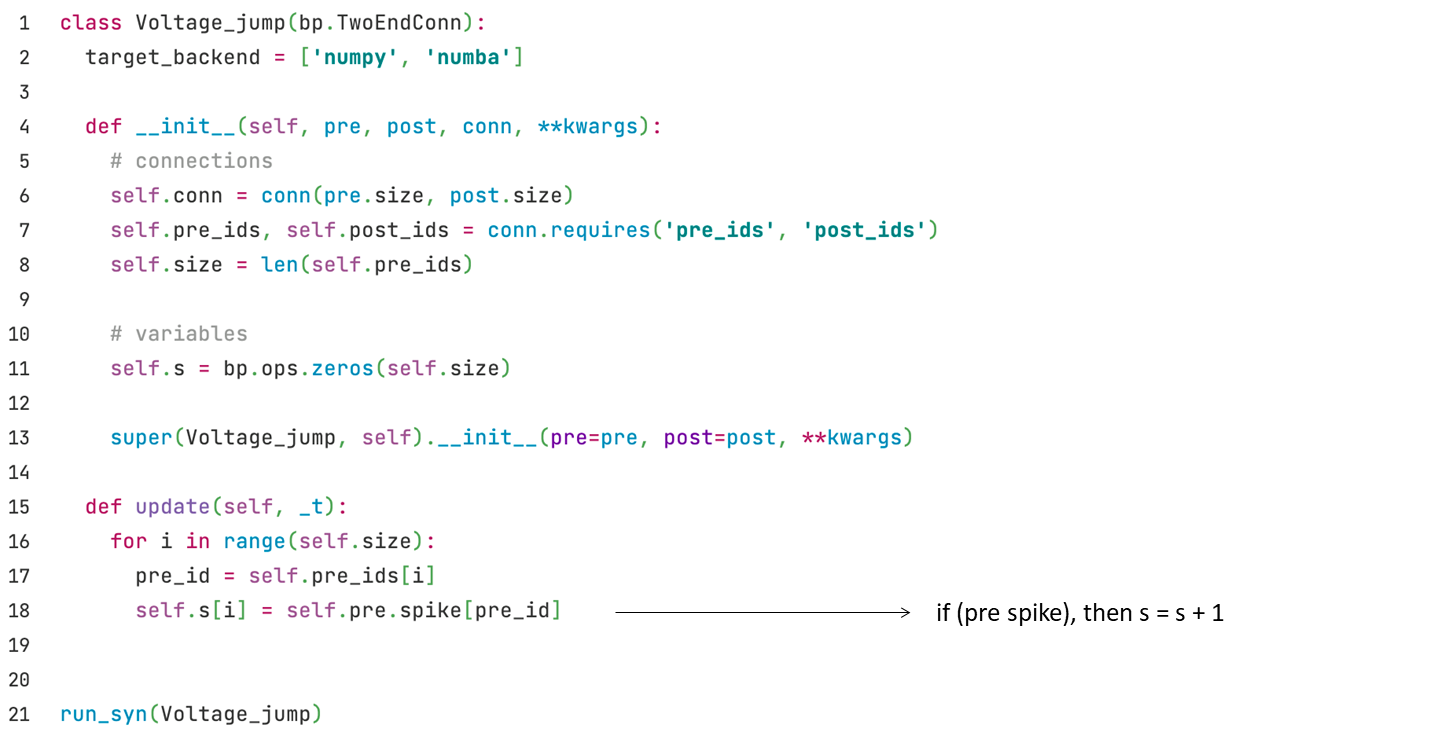 1 class Voltage_jump(bp.TwoEndConn):
2   target_backend = ['numpy', 'numba']
3
4   def __init__(self, pre, post, conn, **kwargs):
5     # connections
6     self.conn = conn(pre.size, post.size)
7     self.pre_ids, self.post_ids = conn.requires('pre_ids', 'post_ids')
8     self.size = len(self.pre_ids)
9
10     # variables
11     self.s = bp.ops.zeros(self.size)
12
13     super(Voltage_jump, self).__init__(pre=pre, post=post, **kwargs)
14
15   def update(self, _t):
16     for i in range(self.size):
17       pre_id = self.pre_ids[i]
18       self.s[i] = self.pre.spike[pre_id] if (pre spike), then s = s + 1
19
20
21 run_syn(Voltage_jump)